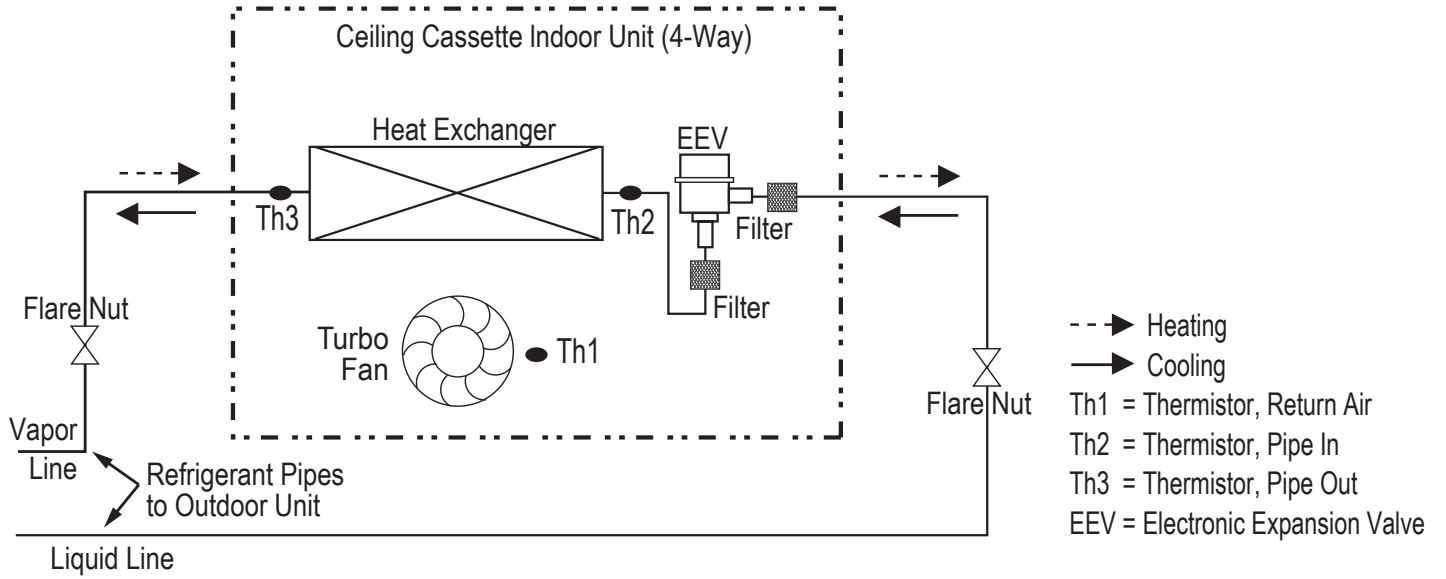 Ceiling Cassette Indoor Unit (4-Way)
Heat Exchanger
EEV
Th3
Th2
Filter
Filter
Flare Nut
Turbo
Fan
Th1
Flare Nut
Vapor
Line
Refrigerant Pipes
to Outdoor Unit
Liquid Line
Heating
Cooling
Th1 = Thermistor, Return Air
Th2 = Thermistor, Pipe In
Th3 = Thermistor, Pipe Out
EEV = Electronic Expansion Valve